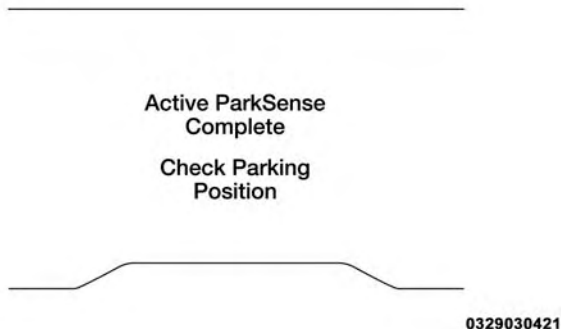 Active ParkSense
Complete
Check Parking
Position
0329030421